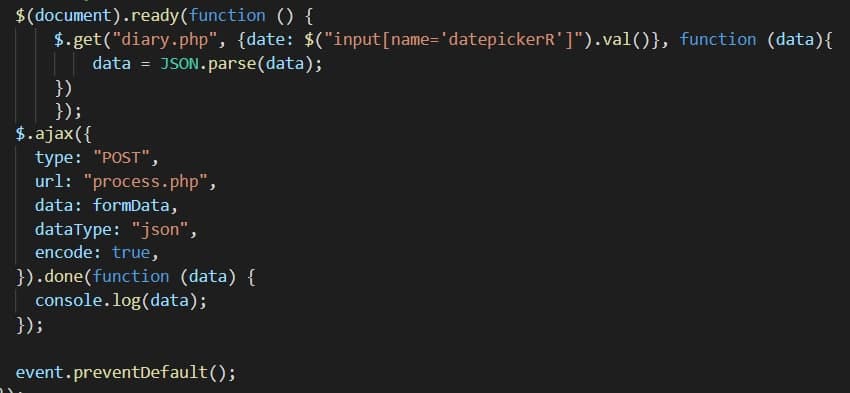 $(document).ready(function () {
$.get("diary.php", {date: $("input[name='datepickerR']").val()}, function (data){
data = JSON.parse(data);
})
});
$.ajax({
type: "POST",
url: "process.php",
data: formData,
dataType: "json",
encode: true,
}).done(function (data) {
console.log(data);
});
event.preventDefault();